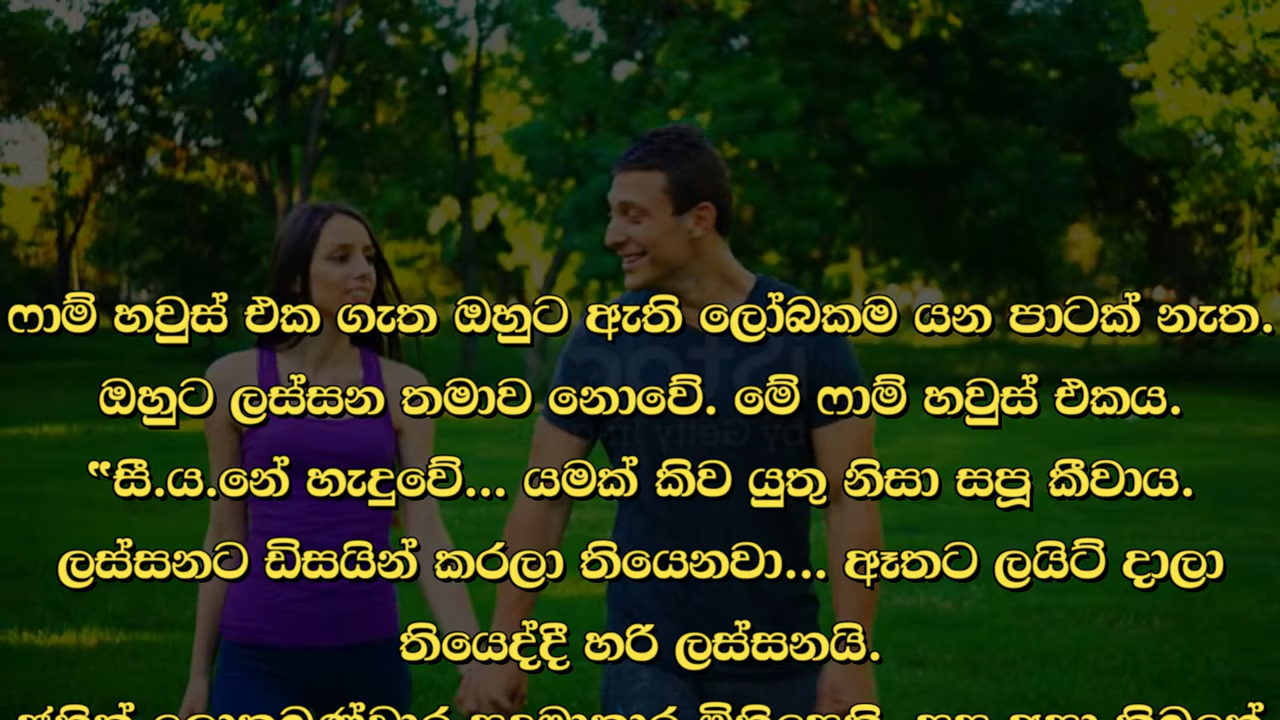 ෆාම් හවුස් එක ගැත ඔහුට ඇති ලෝබකම යන පාටක් නැත.
ඔහුට ලස්සන තමාව නොවේ. මේ ෆාම් හවුස් එකය.
“සී.ය.නේ හැදුවේ... යමක් කිව යුතු නිසා සපූ කීවාය.
ලස්සනට ඩිසයින් කරලා තියෙනවා... ඈතට ලයිට් දාලා
තියෙද්දී හරි ලස්සනයි.